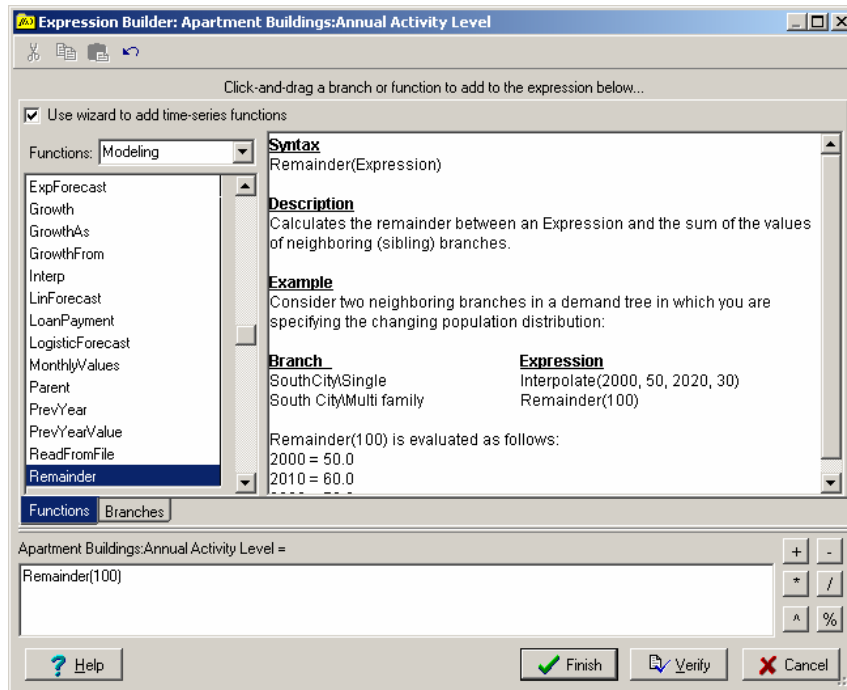 Expression Builder: Apartment Buildings:Annual Activity Level
Click-and-drag a branch or function to add to the expression below...
Use wizard to add time-series functions
Functions: Modeling
ExpForecast
Growth
GrowthAs
GrowthFrom
Interp
LinForecast
LoanPayment
LogisticForecast
MonthlyValues
Parent
PrevYear
PrevYearValue
ReadFromFile
Remainder
Syntax
Remainder(Expression)
Description
Calculates the remainder between an Expression and the sum of the values
of neighboring (sibling) branches.
Example
Consider two neighboring branches in a demand tree in which you are
specifying the changing population distribution:
Branch Expression
SouthCity\Single Interpolate(2000, 50, 2020, 30)
South City\Multi family Remainder(100)
Remainder(100) is evaluated as follows:
2000 = 50.0
2010 = 60.0
Functions Branches
Apartment Buildings:Annual Activity Level =
Remainder(100)
+ -
* /
^ %
? Help Finish Verify Cancel